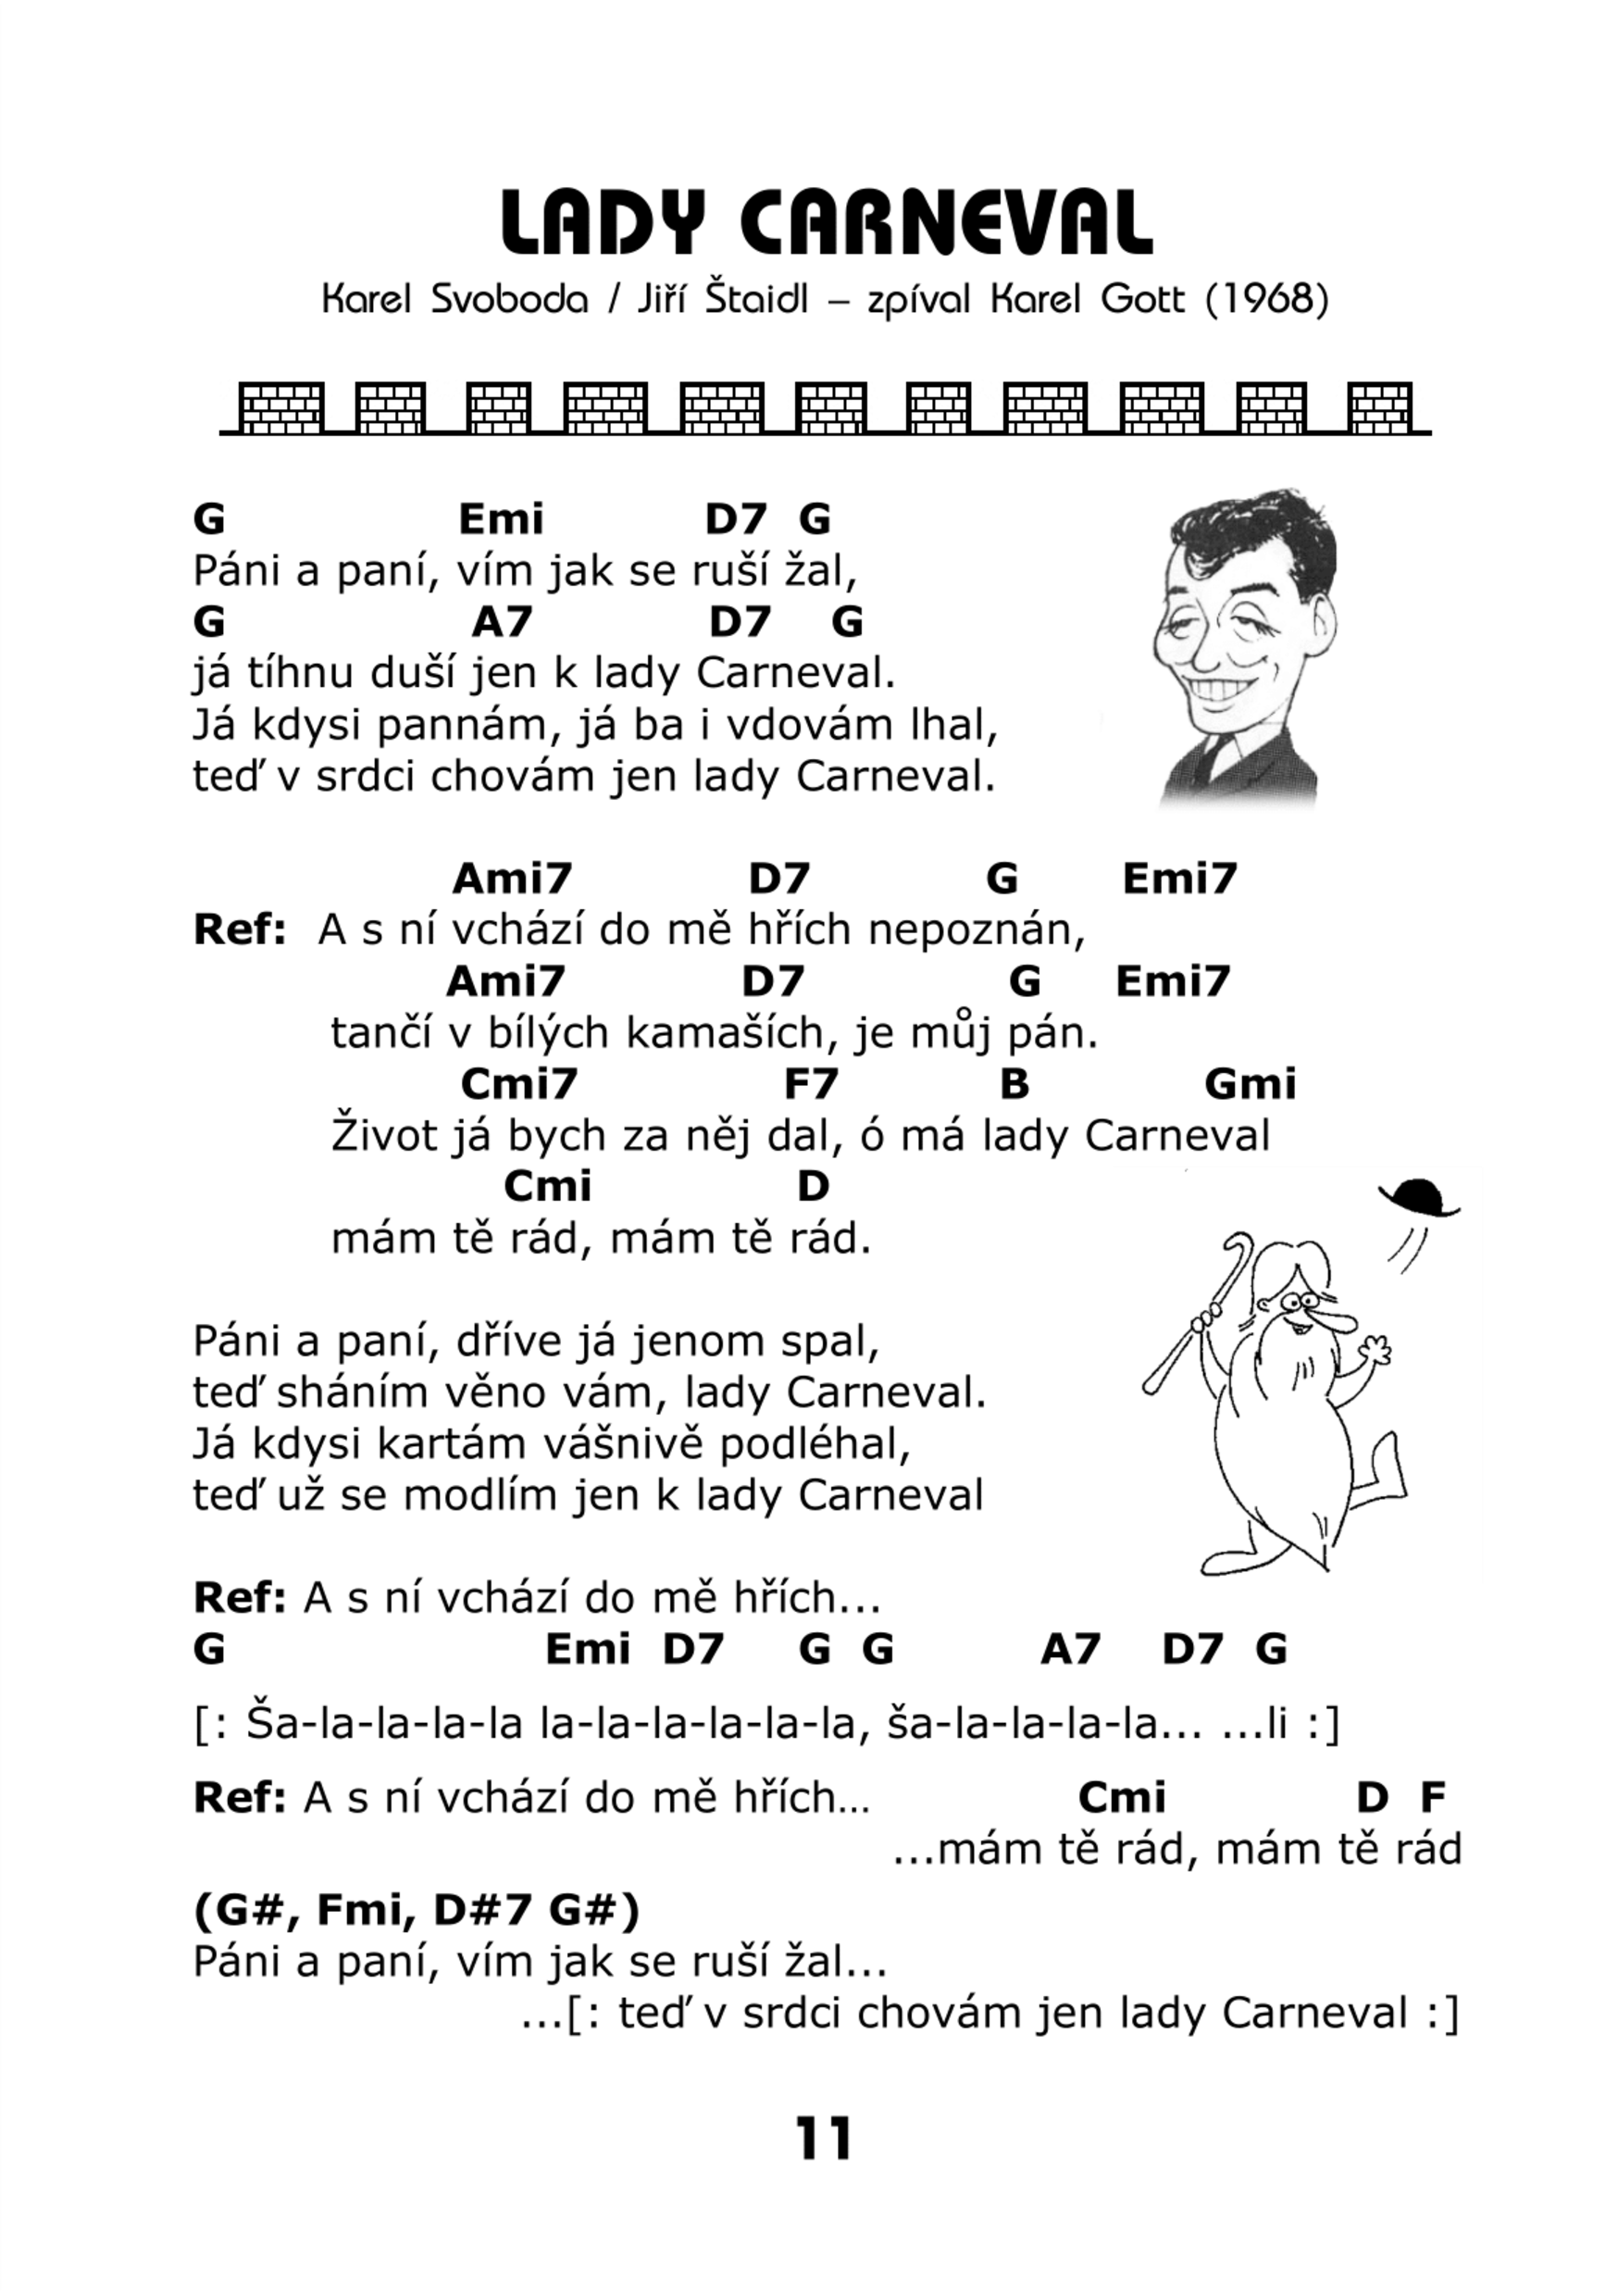 LADY CARNEVAL
Karel Svoboda / Jiří Štaidl – zpíval Karel Gott (1968)
G Emi D7 G
Páni a paní, vím jak se ruší žal,
G A7 D7 G
já tíhnu duší jen k lady Carneval.
Já kdysi pannám, já ba i vdovám lhal,
teď v srdci chovám jen lady Carneval.
Ami7 D7 G Emi7
Ref: A s ní vchází do mě hřích nepoznán,
Ami7 D7 G Emi7
tančí v bílých kamaších, je můj pán.
Cmi7 F7 B Gmi
Život já bych za něj dal, ó má lady Carneval
Cmi D
mám tě rád, mám tě rád.
Páni a paní, dříve já jenom spal,
teď sháním věno vám, lady Carneval.
Já kdysi kartám vášnivě podléhal,
teď už se modlím jen k lady Carneval
Ref: A s ní vchází do mě hřích...
G Emi D7 G G A7 D7 G
[: Ša-la-la-la-la la-la-la-la-la-la, ša-la-la-la-la... ...li :]
Ref: A s ní vchází do mě hřích... Cmi D F
...mám tě rád, mám tě rád
(G#, Fmi, D#7 G#)
Páni a paní, vím jak se ruší žal...
...[: teď v srdci chovám jen lady Carneval :]
11